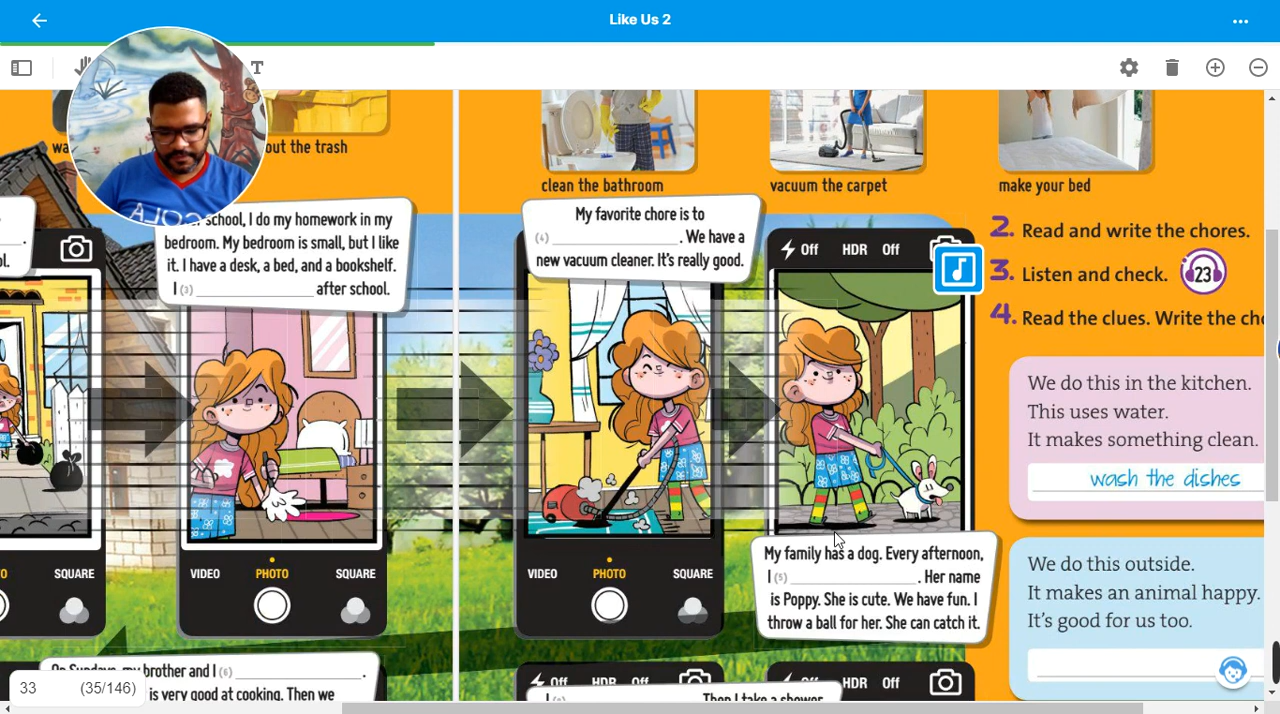 Like Us 2
T
wa
out the trash
clean the bathroom
vacuum the carpet
make your bed
school, I do my homework in my
bedroom. My bedroom is small, but I like
it. I have a desk, a bed, and a bookshelf.
I (3) ____________ after school.
My favorite chore is to
(4) ____________. We have a
new vacuum cleaner. It's really good.
Off HDR Off
2. Read and write the chores.
3. Listen and check. 23
4. Read the clues. Write the cho
We do this in the kitchen.
This uses water.
It makes something clean.
wash the dishes
SQUARE
VIDEO PHOTO SQUARE
VIDEO PHOTO SQUARE
My family has a dog. Every afternoon,
I (5) ____________. Her name
is Poppy. She is cute. We have fun. I
throw a ball for her. She can catch it.
We do this outside.
It makes an animal happy.
It's good for us too.
On Sundays, my brother and I (6) ____________.
is very good at cooking. Then we
Off HDR Off
Off HDR Off
Then I take a shower
33 (35/146)